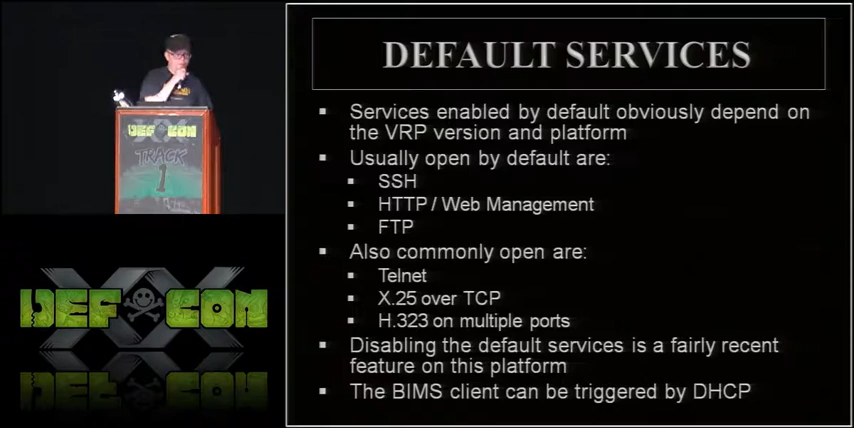 DEFCON
TRACK
1
DEF CON
XX
DEFAULT SERVICES
Services enabled by default obviously depend on
the VRP version and platform
Usually open by default are:
SSH
HTTP / Web Management
FTP
Also commonly open are:
Telnet
X.25 over TCP
H.323 on multiple ports
Disabling the default services is a fairly recent
feature on this platform
The BIMS client can be triggered by DHCP